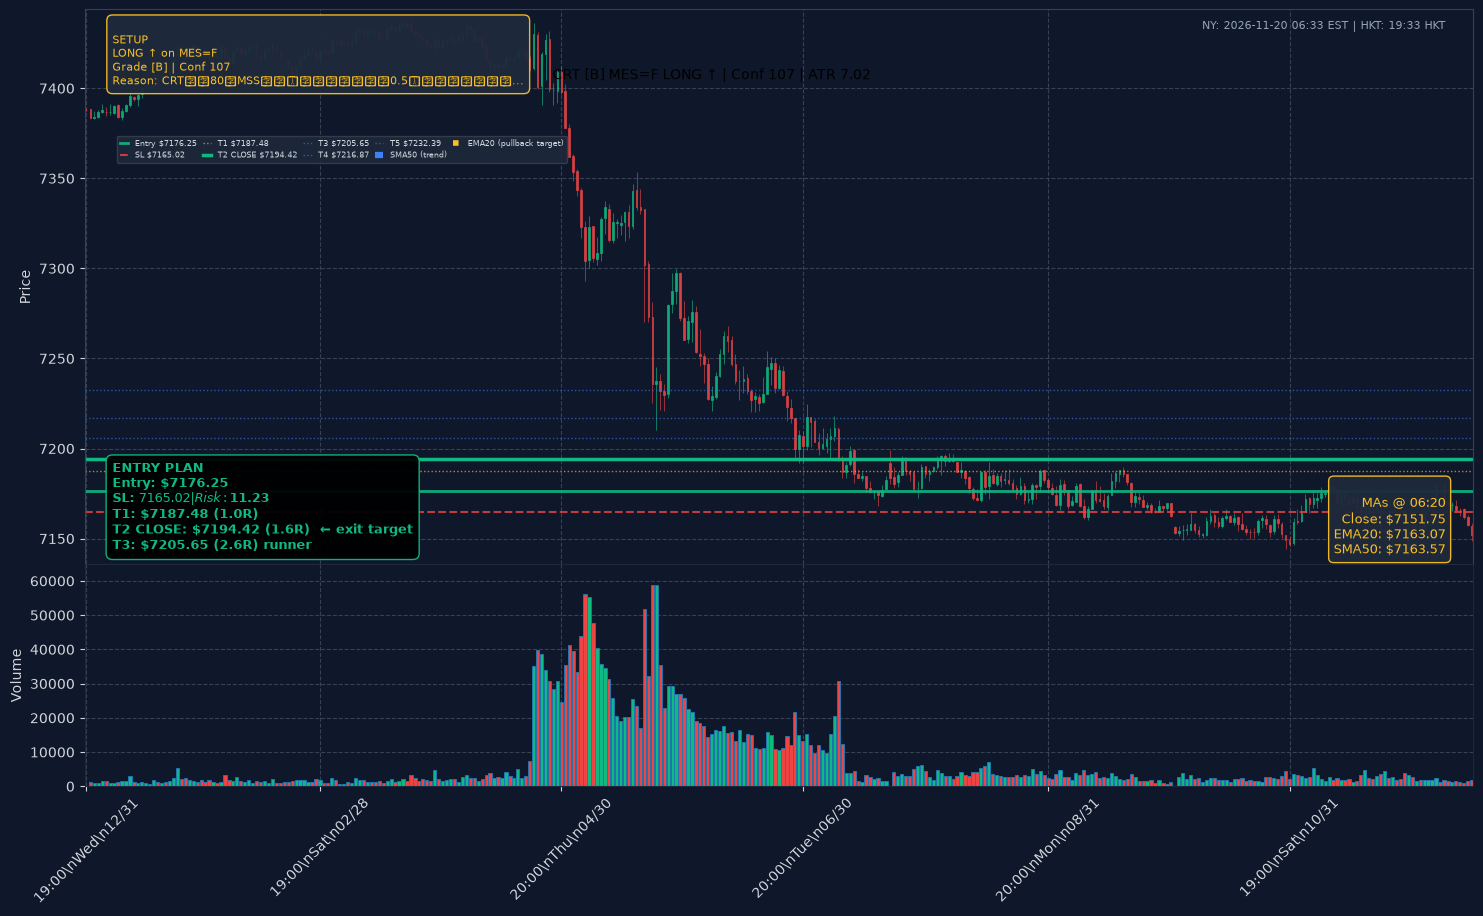 NY: 2026-11-20 06:33 EST | HKT: 19:33 HKT
SETUP
LONG ↑ on MES=F
Grade [B] | Conf 107
Reason: CRT 80 MSS 0.5 ...
RT [B] MES=F LONG ↑ | Conf 107 | ATR 7.02
Entry $7176.25
SL $7165.02
T1 $7187.48
T2 CLOSE $7194.42
T3 $7205.65
T4 $7216.87
T5 $7232.39
SMA50 (trend)
EMA20 (pullback target)
Price
7400
7350
7300
7250
7200
7150
ENTRY PLAN
Entry: $7176.25
SL: 7165.02|Risk:11.23
T1: $7187.48 (1.0R)
T2 CLOSE: $7194.42 (1.6R) ← exit target
T3: $7205.65 (2.6R) runner
MAs @ 06:20
Close: $7151.75
EMA20: $7163.07
SMA50: $7163.57
Volume
60000
50000
40000
30000
20000
10000
0
19:00\nWed\n12/31
19:00\nSat\n02/28
20:00\nThu\n04/30
20:00\nTue\n06/30
20:00\nMon\n08/31
19:00\nSat\n10/31